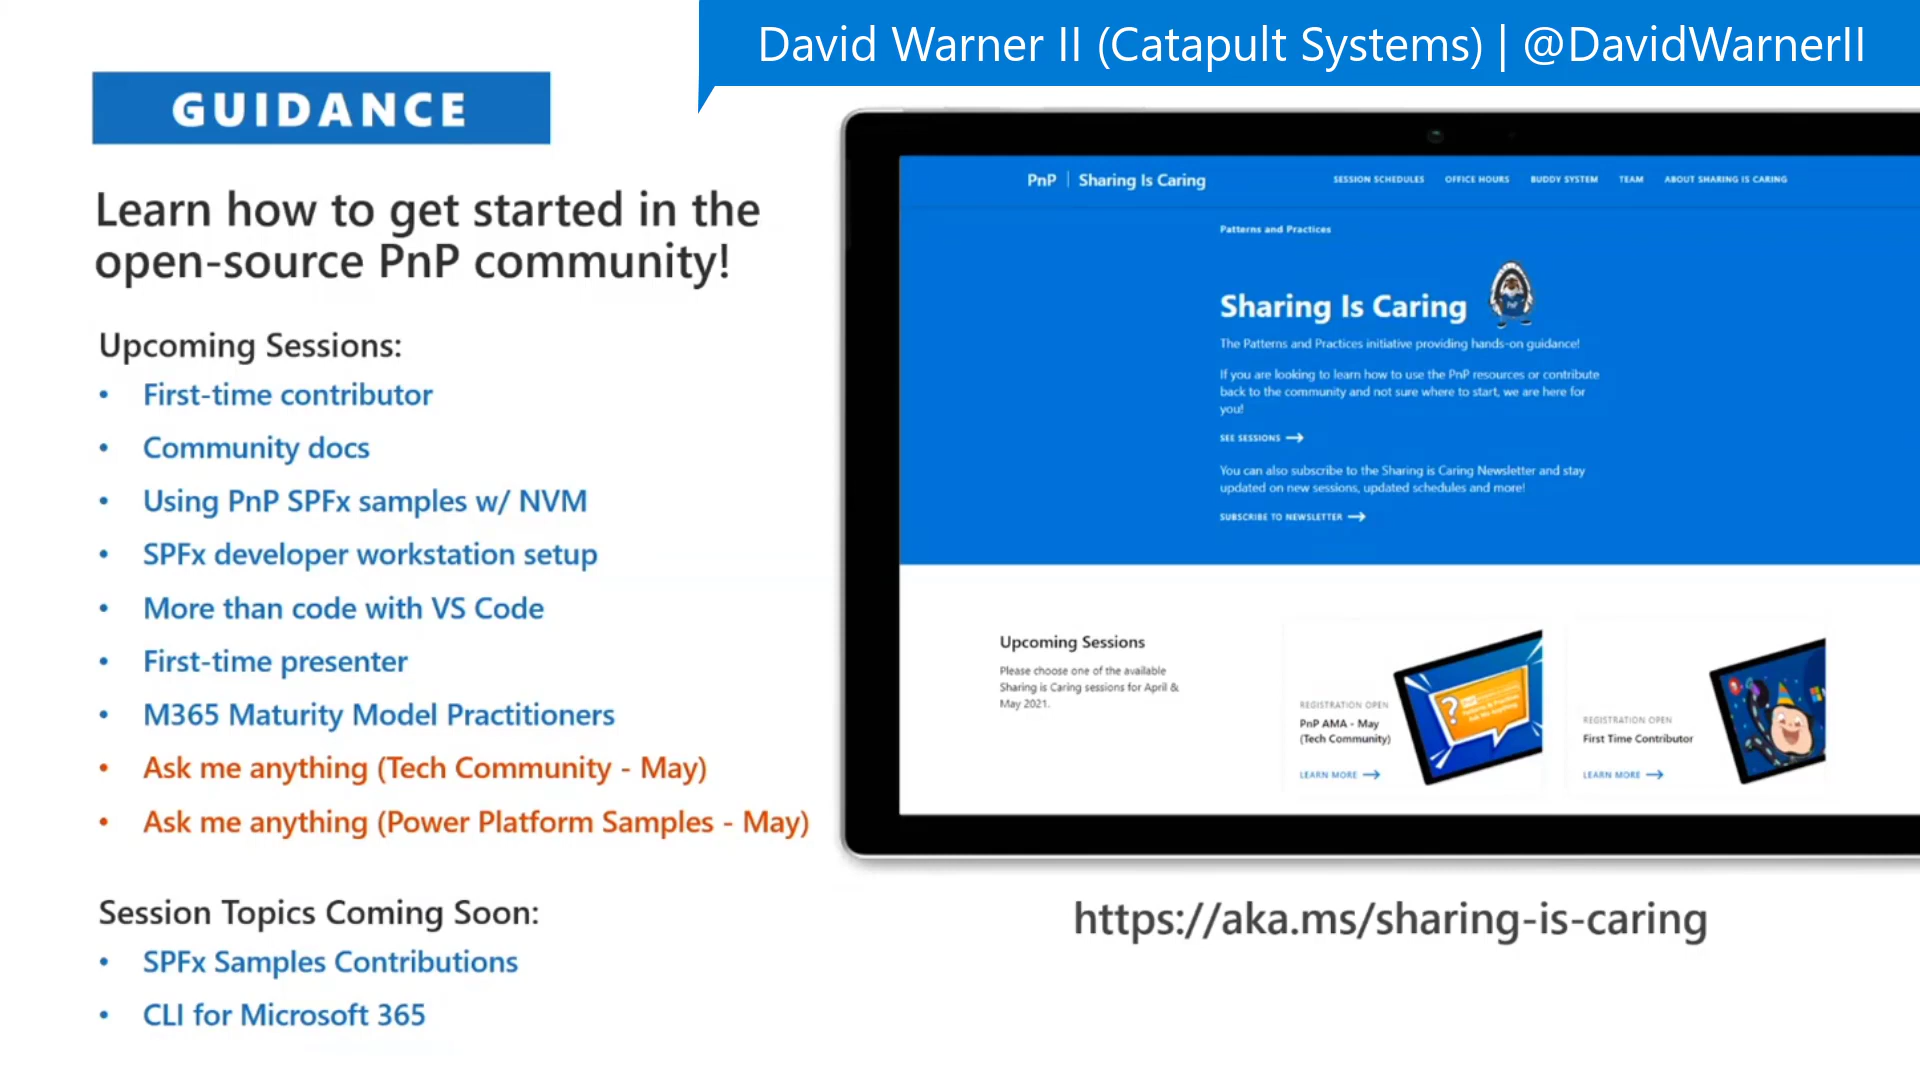 David Warner II (Catapult Systems) | @DavidWarnerII
GUIDANCE
Learn how to get started in the
open-source PnP community!
Upcoming Sessions:
• First-time contributor
• Community docs
• Using PnP SPFx samples w/ NVM
• SPFx developer workstation setup
• More than code with VS Code
• First-time presenter
• M365 Maturity Model Practitioners
• Ask me anything (Tech Community - May)
• Ask me anything (Power Platform Samples - May)
Session Topics Coming Soon:
• SPFx Samples Contributions
• CLI for Microsoft 365
PnP | Sharing Is Caring
SESSION SCHEDULES OFFICE HOURS BUDDY SYSTEM TEAM ABOUT SHARING IS CARING
Patterns and Practices
Sharing Is Caring
The Patterns and Practices initiative providing hands-on guidance!
If you are looking to learn how to use the PnP resources or contribute
back to the community and not sure where to start, we are here for
you!
SEE SESSIONS
You can also subscribe to the Sharing is Caring Newsletter and stay
updated on new sessions, updated schedules and more!
SUBSCRIBE TO NEWSLETTER
Upcoming Sessions
Please choose one of the available
Sharing is Caring sessions for April &
May 2021.
REGISTRATION OPEN
PnP AMA - May
(Tech Community)
LEARN MORE
REGISTRATION OPEN
First Time Contributor
LEARN MORE
https://aka.ms/sharing-is-caring